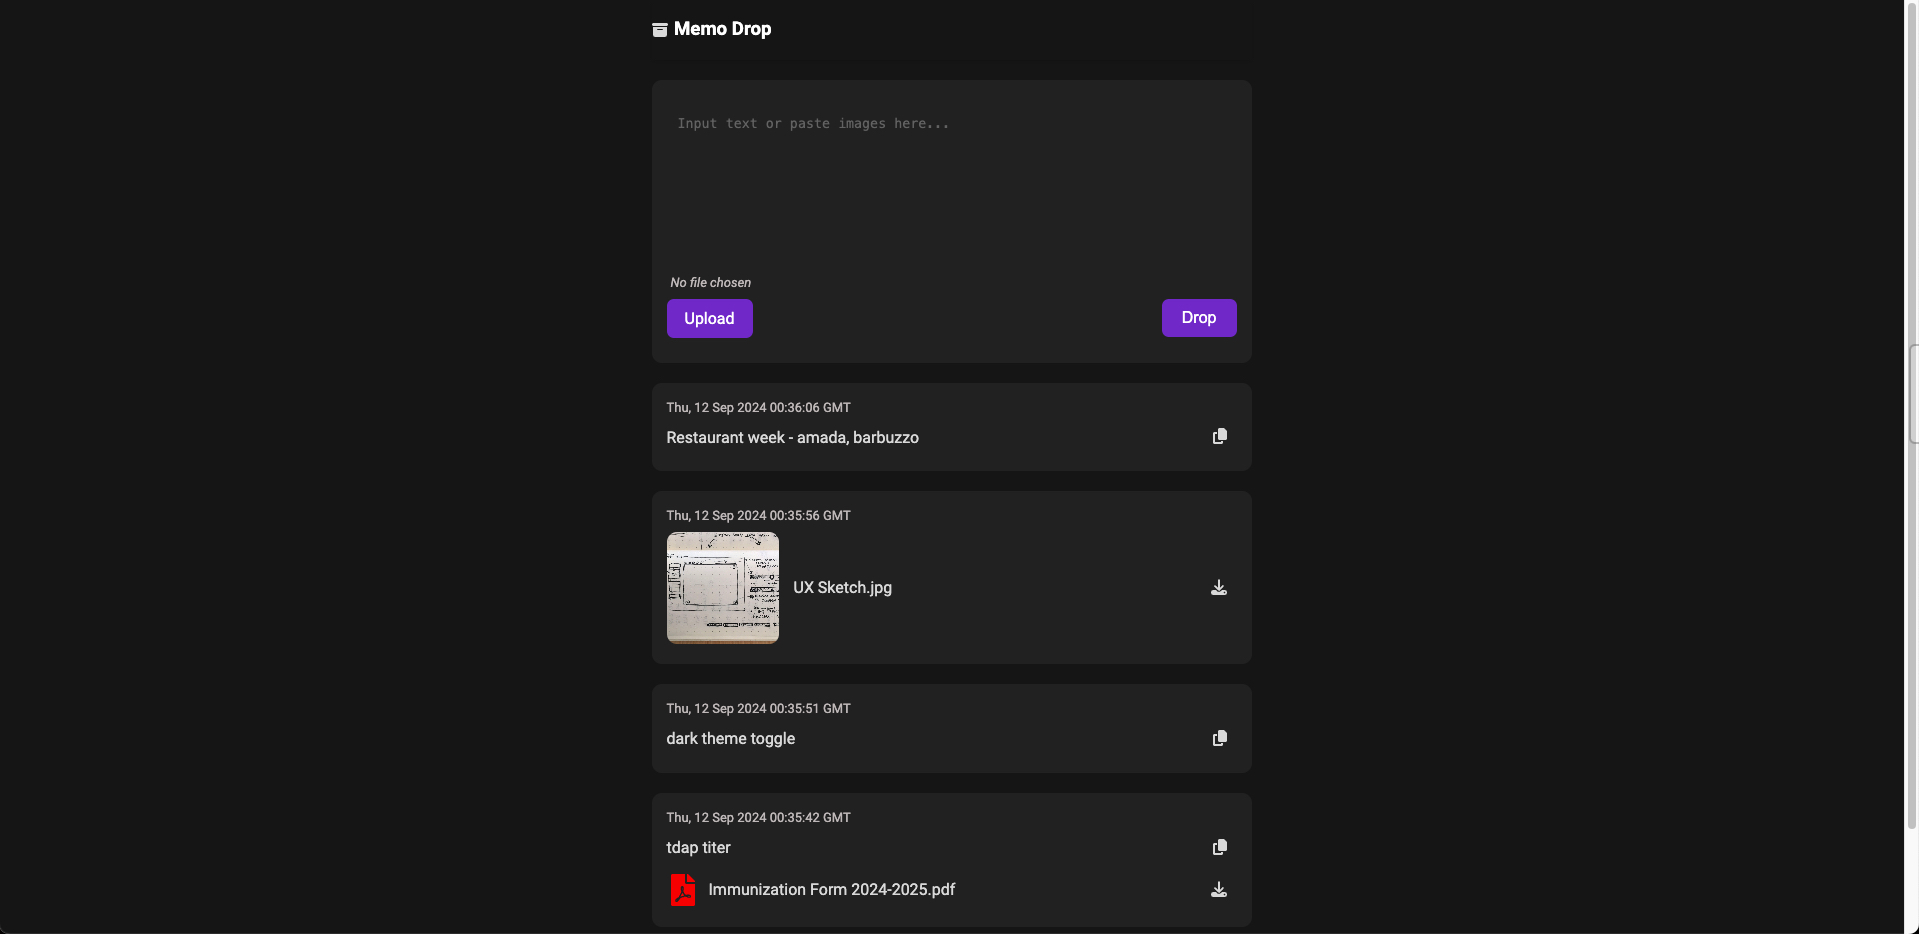 Memo Drop
Input text or paste images here...
No file chosen
Upload
Drop
Thu, 12 Sep 2024 00:36:06 GMT
Restaurant week - amada, barbuzzo
Thu, 12 Sep 2024 00:35:56 GMT
UX Sketch.jpg
Thu, 12 Sep 2024 00:35:51 GMT
dark theme toggle
Thu, 12 Sep 2024 00:35:42 GMT
tdap titer
Immunization Form 2024-2025.pdf